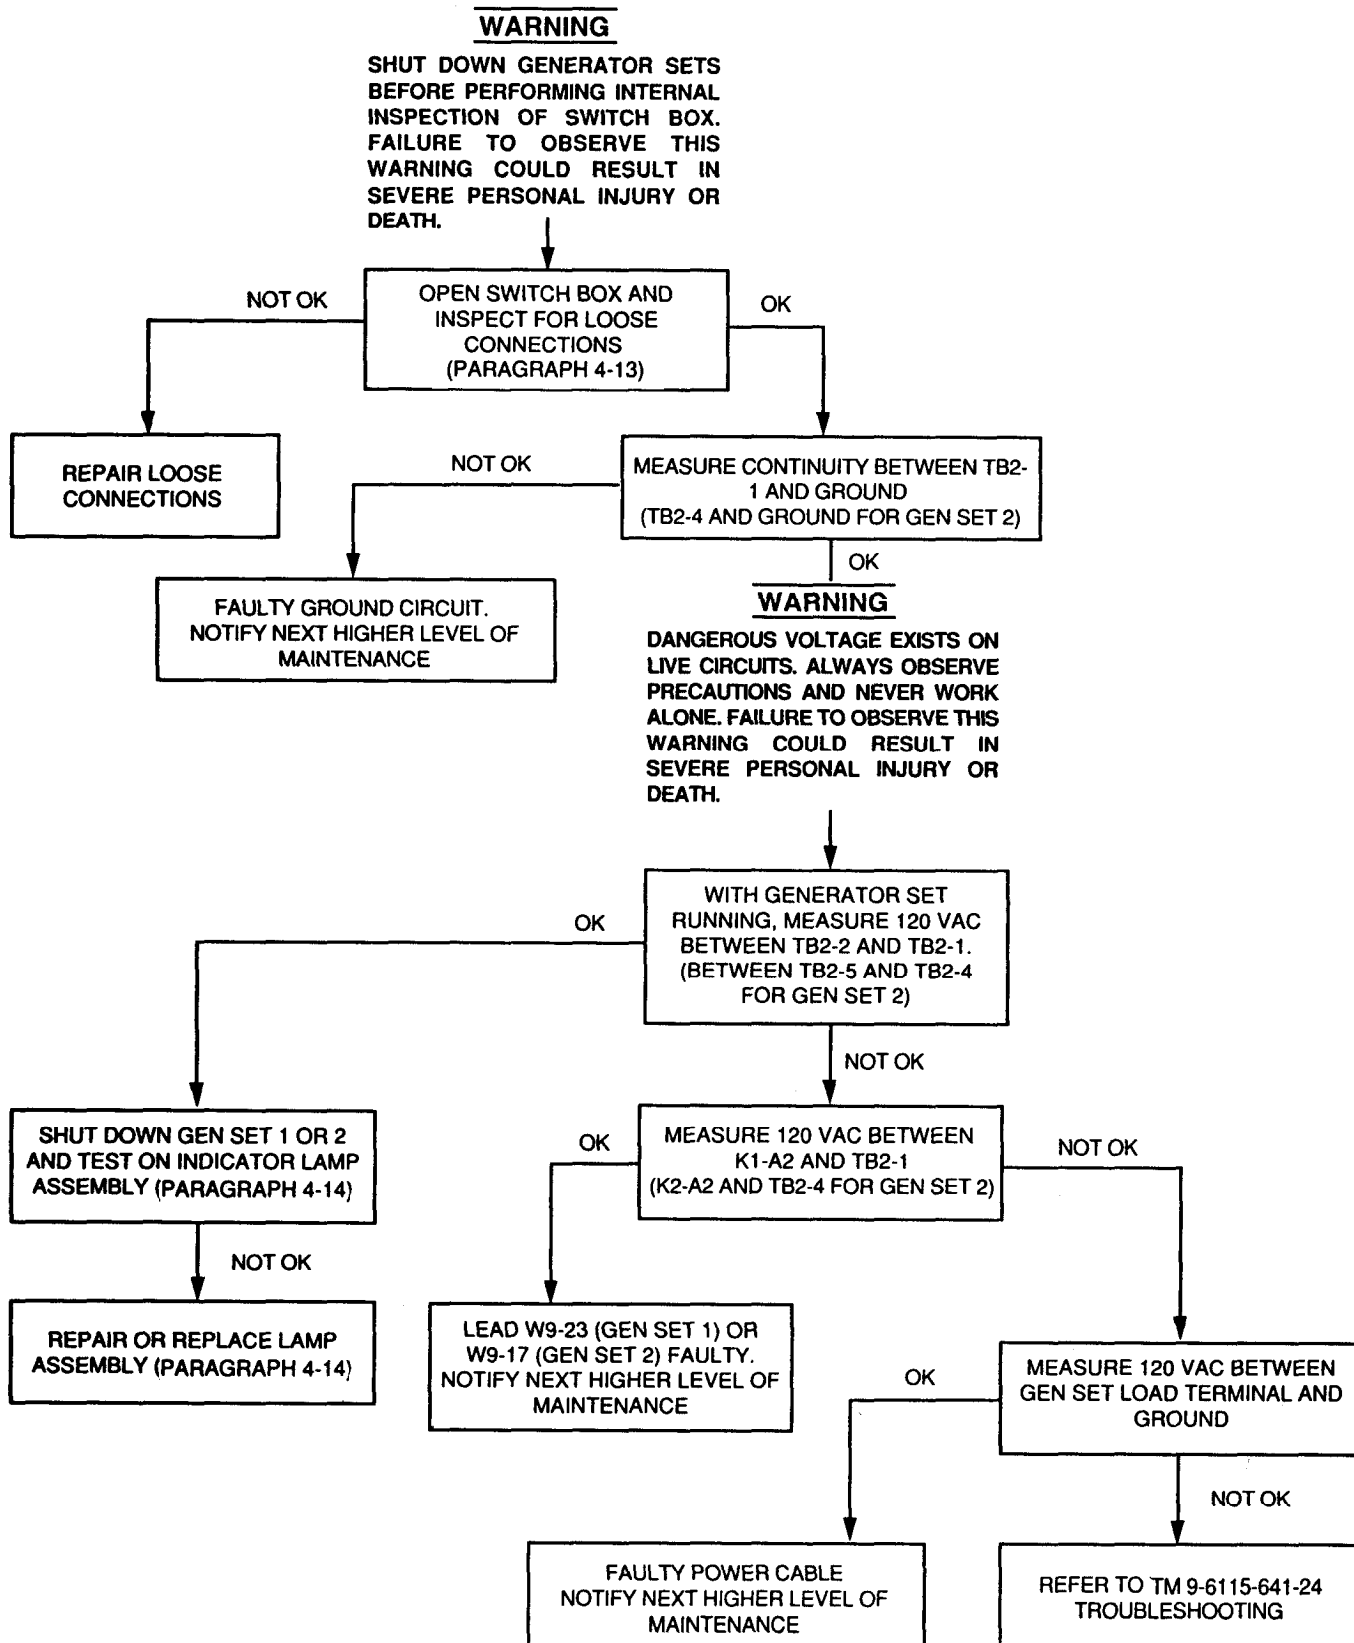 WARNING
SHUT DOWN GENERATOR SETS
BEFORE PERFORMING INTERNAL
INSPECTION OF SWITCH BOX.
FAILURE TO OBSERVE THIS
WARNING COULD RESULT IN
SEVERE PERSONAL INJURY OR
DEATH.
NOT OK
OPEN SWITCH BOX AND
INSPECT FOR LOOSE
CONNECTIONS
(PARAGRAPH 4-13)
OK
REPAIR LOOSE
CONNECTIONS
NOT OK
MEASURE CONTINUITY BETWEEN TB2-
1 AND GROUND
(TB2-4 AND GROUND FOR GEN SET 2)
OK
FAULTY GROUND CIRCUIT.
NOTIFY NEXT HIGHER LEVEL OF
MAINTENANCE
WARNING
DANGEROUS VOLTAGE EXISTS ON
LIVE CIRCUITS. ALWAYS OBSERVE
PRECAUTIONS AND NEVER WORK
ALONE. FAILURE TO OBSERVE THIS
WARNING COULD RESULT IN
SEVERE PERSONAL INJURY OR
DEATH.
OK
WITH GENERATOR SET
RUNNING, MEASURE 120 VAC
BETWEEN TB2-2 AND TB2-1.
(BETWEEN TB2-5 AND TB2-4
FOR GEN SET 2)
NOT OK
SHUT DOWN GEN SET 1 OR 2
AND TEST ON INDICATOR LAMP
ASSEMBLY (PARAGRAPH 4-14)
OK
MEASURE 120 VAC BETWEEN
K1-A2 AND TB2-1
(K2-A2 AND TB2-4 FOR GEN SET 2)
NOT OK
NOT OK
REPAIR OR REPLACE LAMP
ASSEMBLY (PARAGRAPH 4-14)
LEAD W9-23 (GEN SET 1) OR
W9-17 (GEN SET 2) FAULTY.
NOTIFY NEXT HIGHER LEVEL OF
MAINTENANCE
OK
MEASURE 120 VAC BETWEEN
GEN SET LOAD TERMINAL AND
GROUND
NOT OK
FAULTY POWER CABLE
NOTIFY NEXT HIGHER LEVEL OF
MAINTENANCE
REFER TO TM 9-6115-641-24
TROUBLESHOOTING